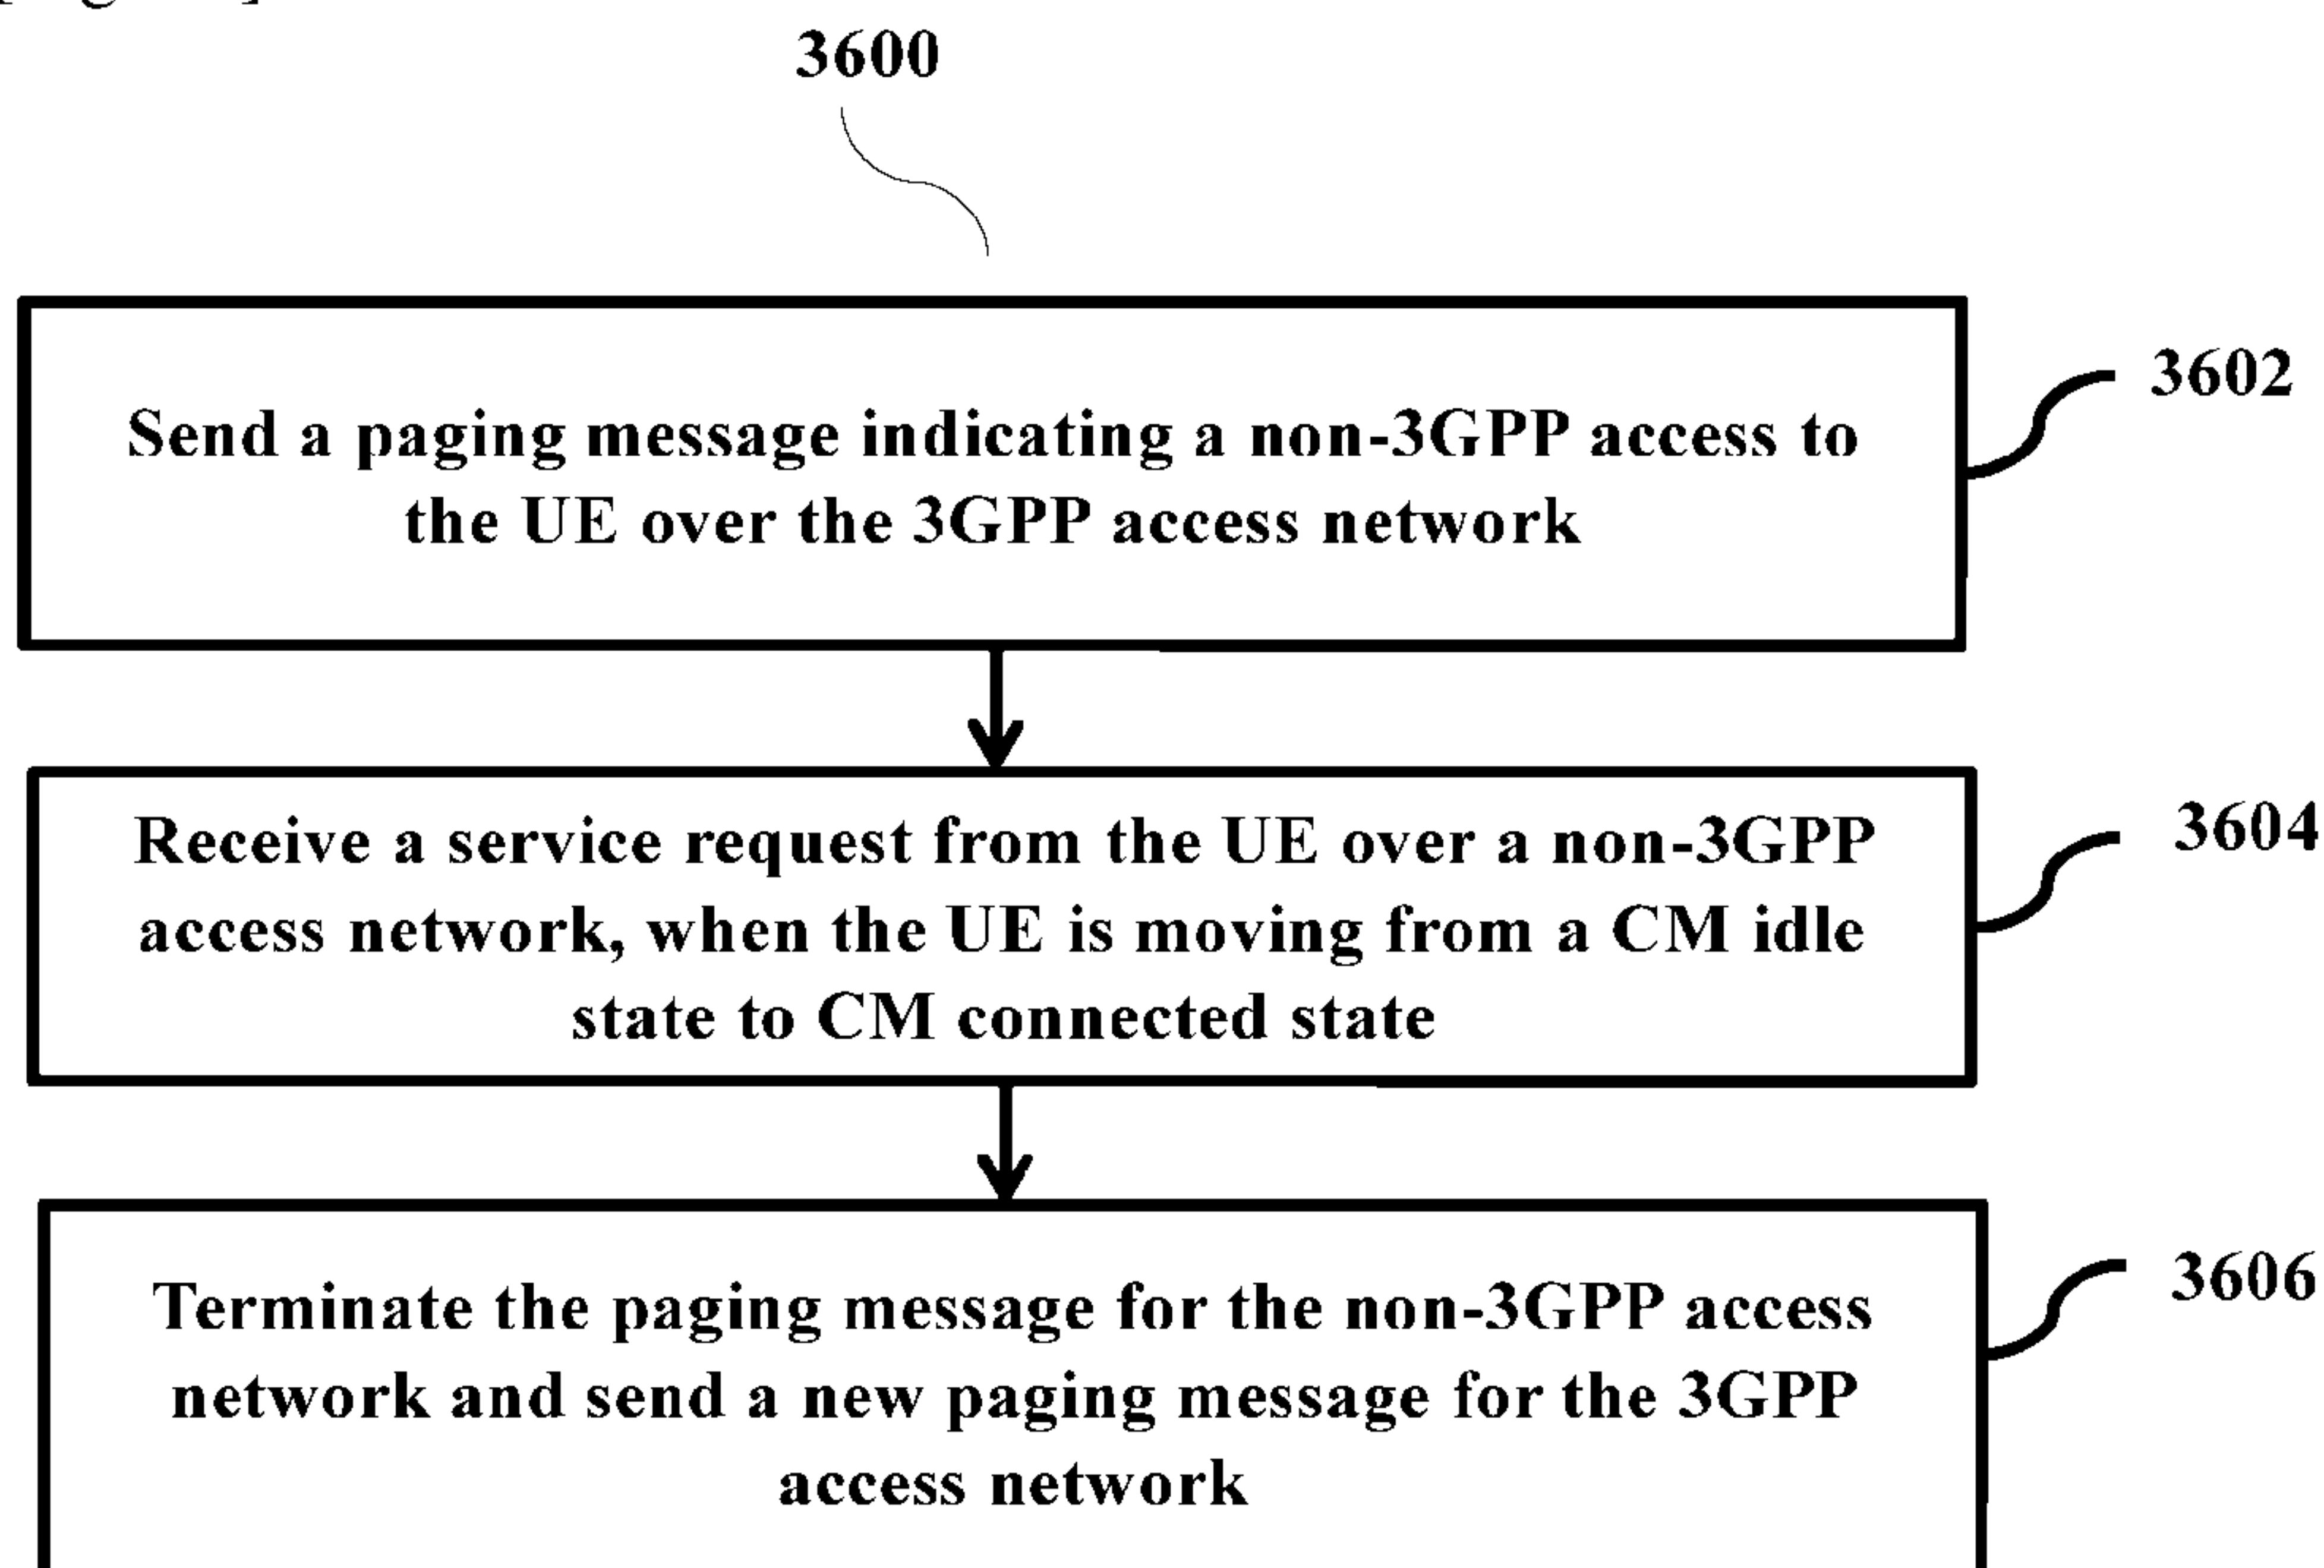 3600
Send a paging message indicating a non-3GPP access to
the UE over the 3GPP access network
3602
Receive a service request from the UE over a non-3GPP
access network, when the UE is moving from a CM idle
state to CM connected state
3604
Terminate the paging message for the non-3GPP access
network and send a new paging message for the 3GPP
access network
3606